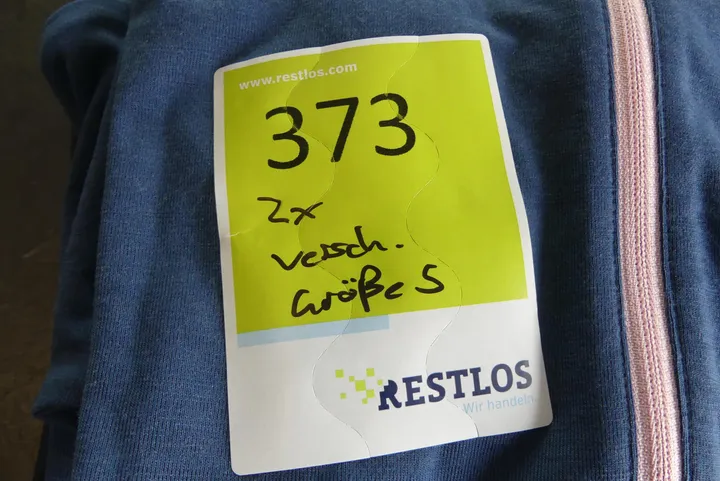 www.restlos.com
373
2x
versch.
Größe S
RESTLOS
Wir handeln.